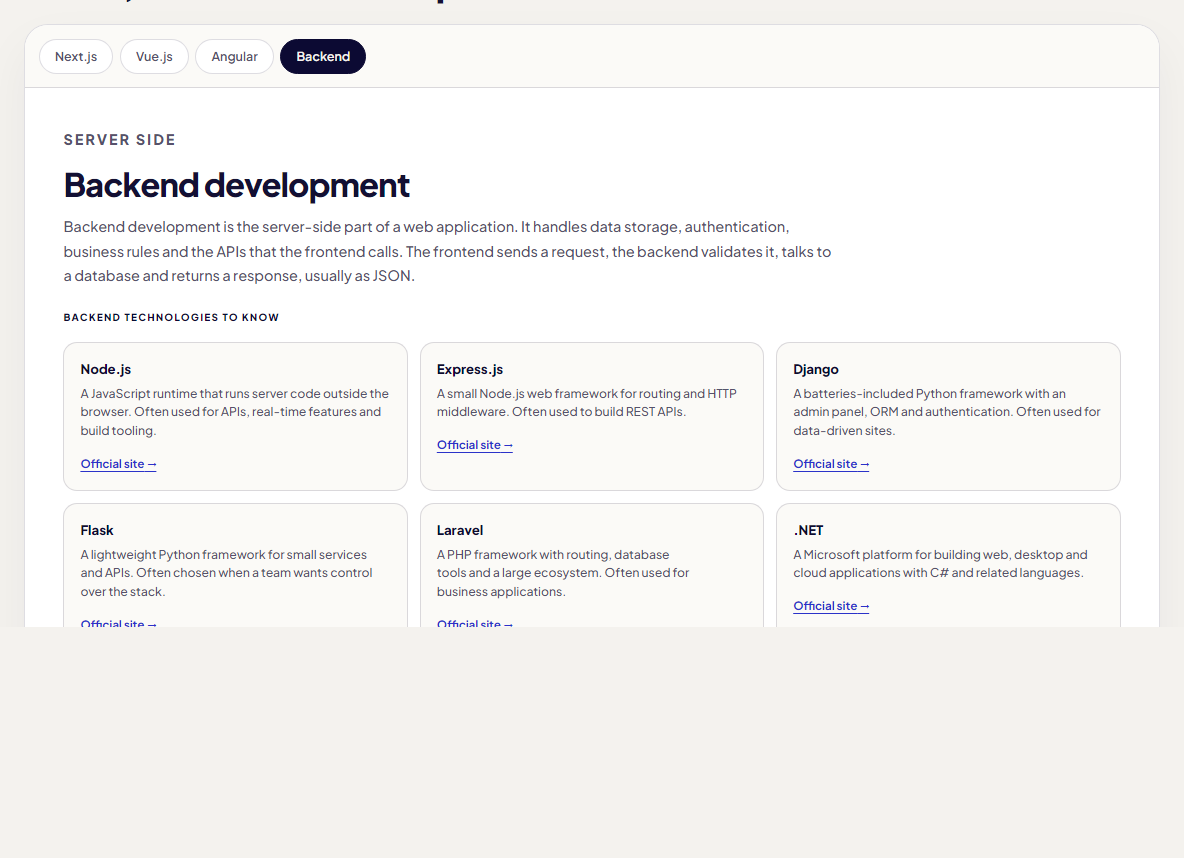 Next.js
Vue.js
Angular
Backend
SERVER SIDE
Backend development
Backend development is the server-side part of a web application. It handles data storage, authentication,
business rules and the APIs that the frontend calls. The frontend sends a request, the backend validates it, talks to
a database and returns a response, usually as JSON.
BACKEND TECHNOLOGIES TO KNOW
Node.js
A JavaScript runtime that runs server code outside the
browser. Often used for APIs, real-time features and
build tooling.
Official site →
Express.js
A small Node.js web framework for routing and HTTP
middleware. Often used to build REST APIs.
Official site →
Django
A batteries-included Python framework with an
admin panel, ORM and authentication. Often used for
data-driven sites.
Official site →
Flask
A lightweight Python framework for small services
and APIs. Often chosen when a team wants control
over the stack.
Official site →
Laravel
A PHP framework with routing, database
tools and a large ecosystem. Often used for
business applications.
Official site →
.NET
A Microsoft platform for building web, desktop and
cloud applications with C# and related languages.
Official site →